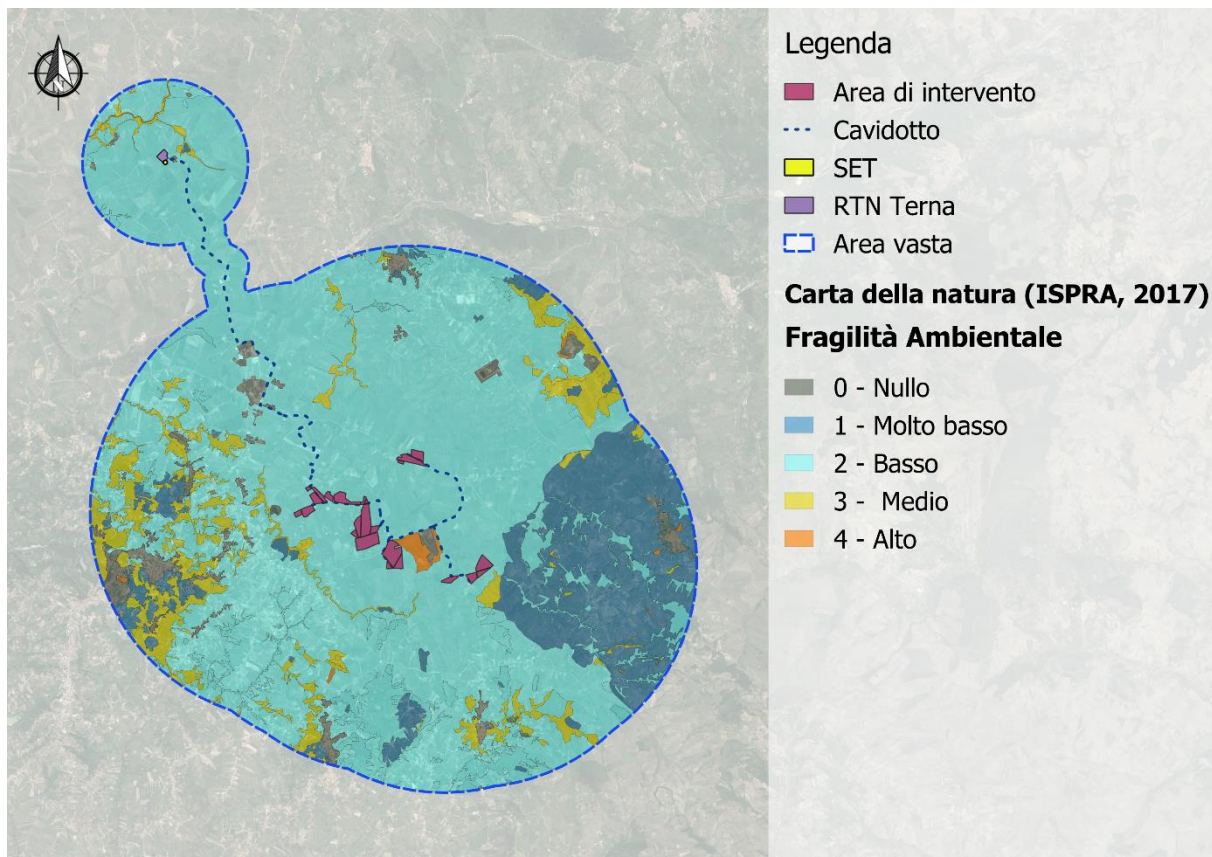 Legenda
Area di intervento
Cavidotto
SET
RTN Terna
Area vasta
Carta della natura (ISPRA, 2017)
Fragilità Ambientale
0 - Nullo
1 - Molto basso
2 - Basso
3 - Medio
4 - Alto